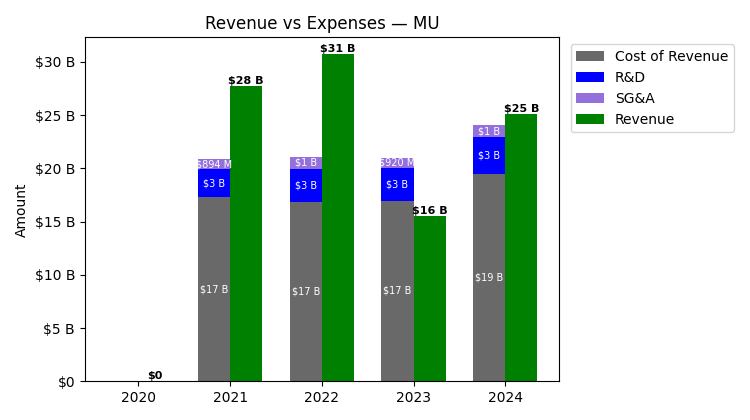 Revenue vs Expenses — MU
Amount
$30 B
$25 B
$20 B
$15 B
$10 B
$5 B
$0
$0
$28 B
$894 M
$3 B
$17 B
$31 B
$1 B
$3 B
$17 B
$920 M
$3 B
$17 B
$16 B
$1 B
$3 B
$19 B
$25 B
2020
2021
2022
2023
2024
Cost of Revenue
R&D
SG&A
Revenue